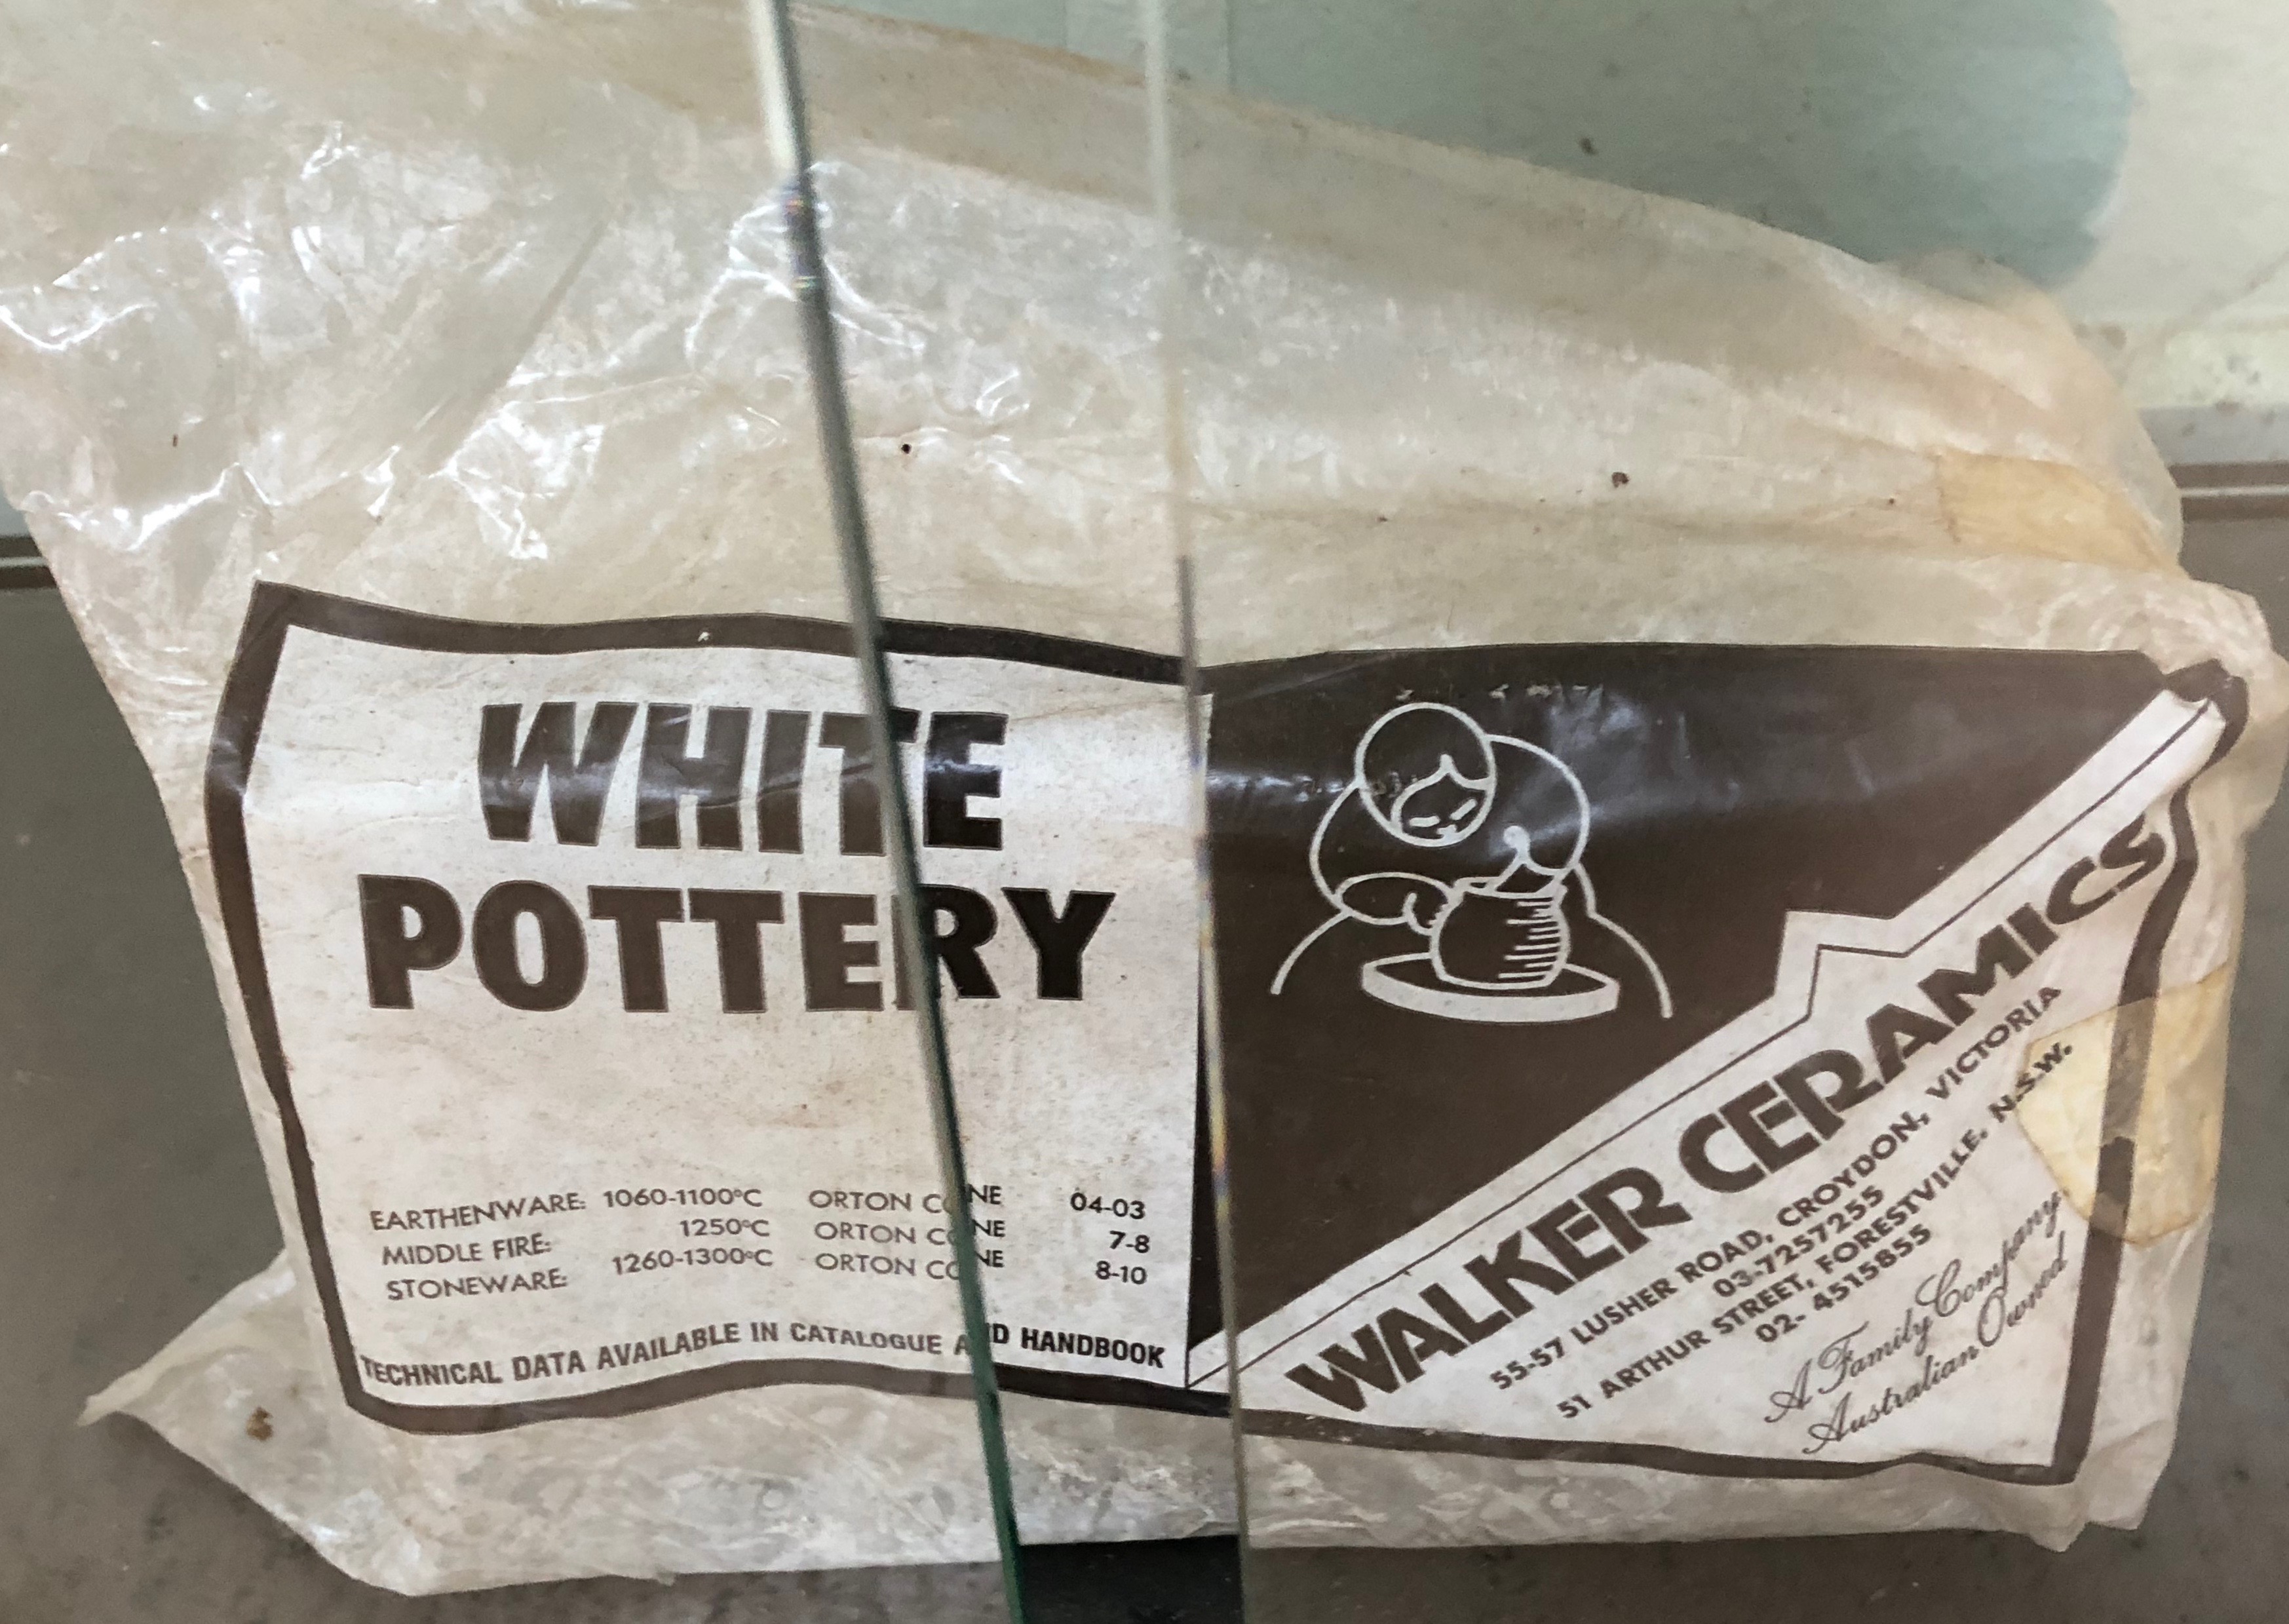 WHITE
POTTERY
EARTHENWARE: 1060-1100°C ORTON CONE 04-03
MIDDLE FIRE: 1250°C ORTON CONE 7-8
STONEWARE: 1260-1300°C ORTON CONE 8-10
TECHNICAL DATA AVAILABLE IN CATALOGUE AND HANDBOOK
WALKER CERAMICS
55-57 LUSHER ROAD, CROYDON, VICTORIA
03-7257255
51 ARTHUR STREET, FORESTVILLE. N.S.W.
02- 4515855
A Family Company
Australian Owned